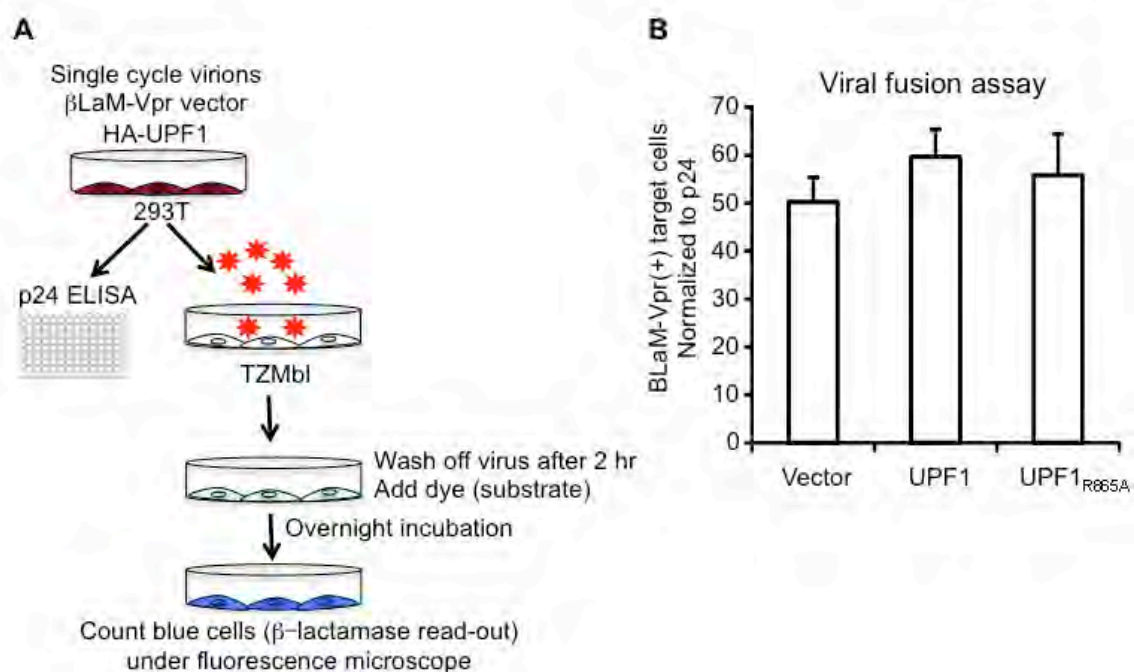 A
Single cycle virions
βLaM-Vpr vector
HA-UPF1
293T
p24 ELISA
TZMbl
Wash off virus after 2 hr
Add dye (substrate)
Overnight incubation
Count blue cells (β-lactamase read-out)
under fluorescence microscope
B
Viral fusion assay
BLaM-Vpr(+) target cells
Normalized to p24
70
60
50
40
30
20
10
0
Vector
UPF1
UPF1R865A